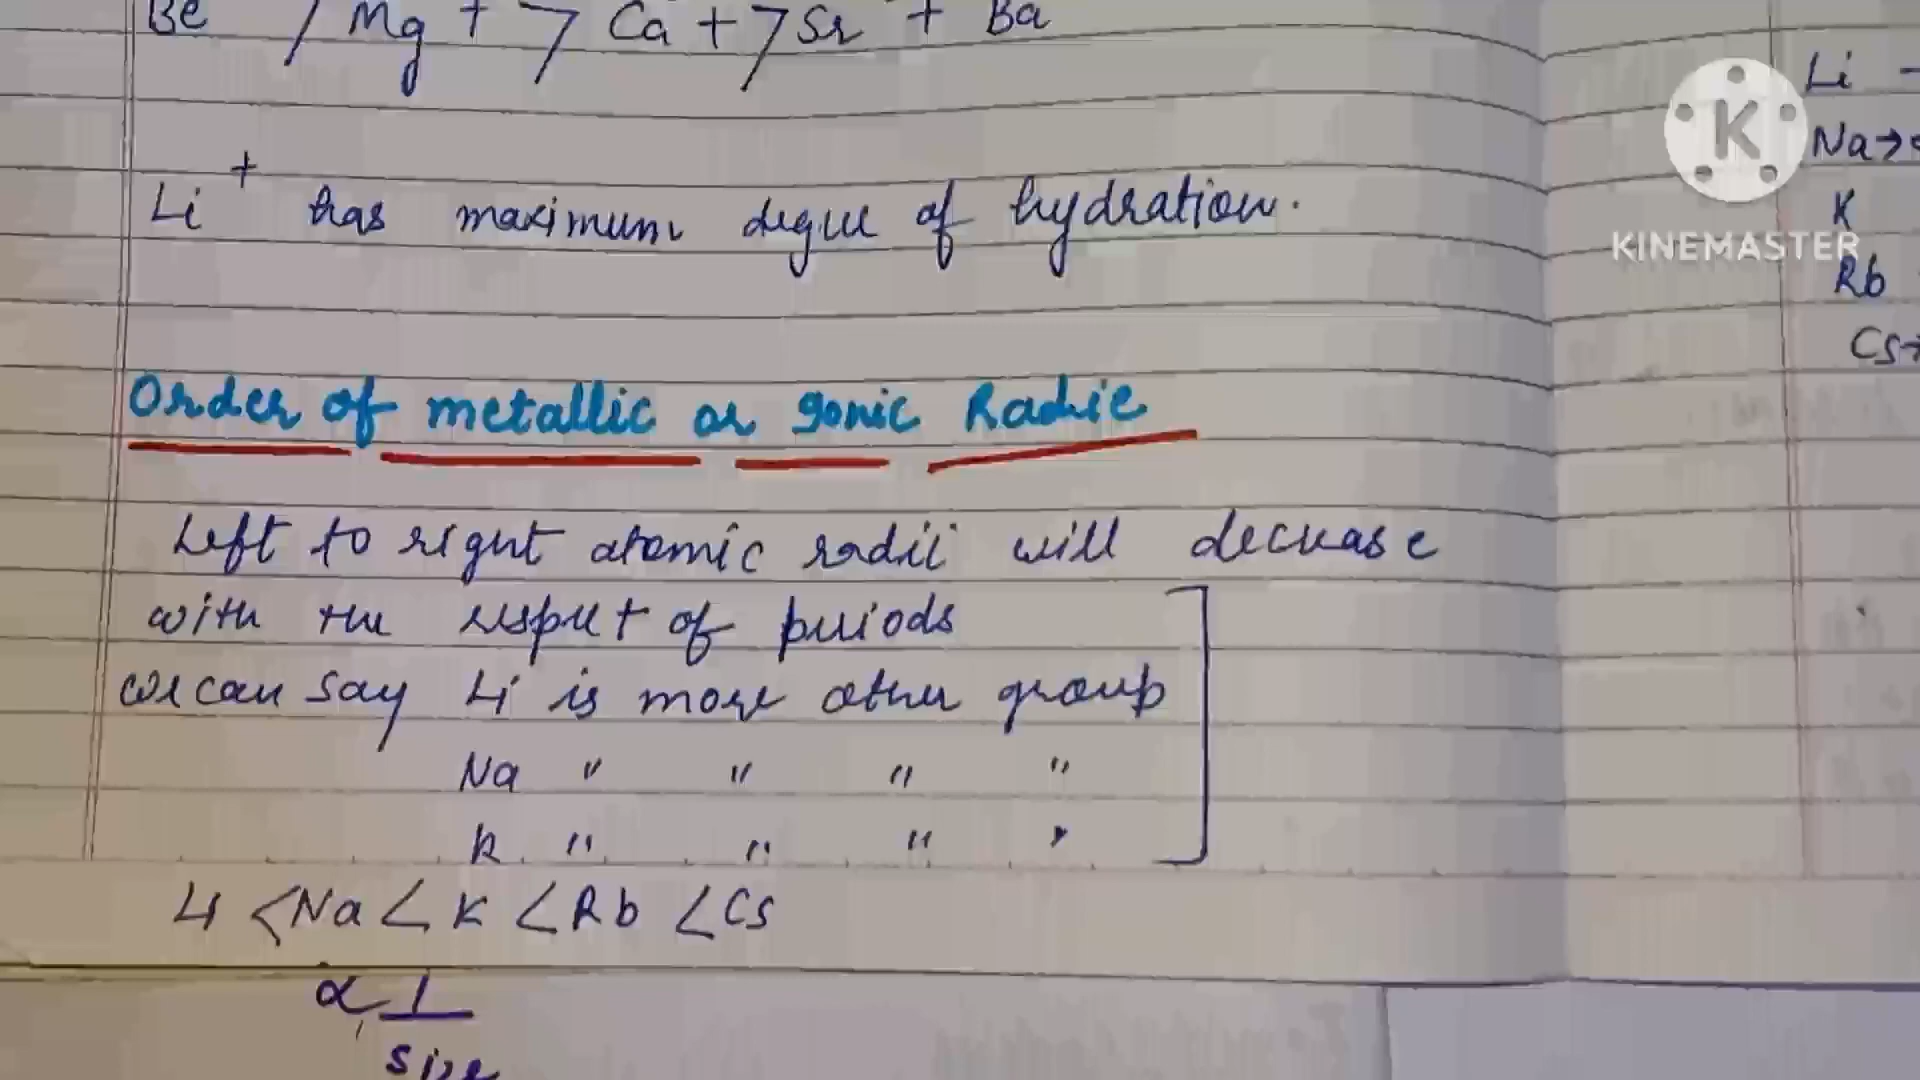 Be > Mg + > Ca + > Sr + Ba
Li+ has maximum degree of hydration.
Order of metallic or Ionic Radie
Left to right atomic radii will decrease
with the respect of periods
we can say Li is more other group
Na " " " "
K " " " "
Li < Na < K < Rb < Cs
∝ 1
size
Li -
Na →
K
Rb
Cs →
K
KINEMASTER